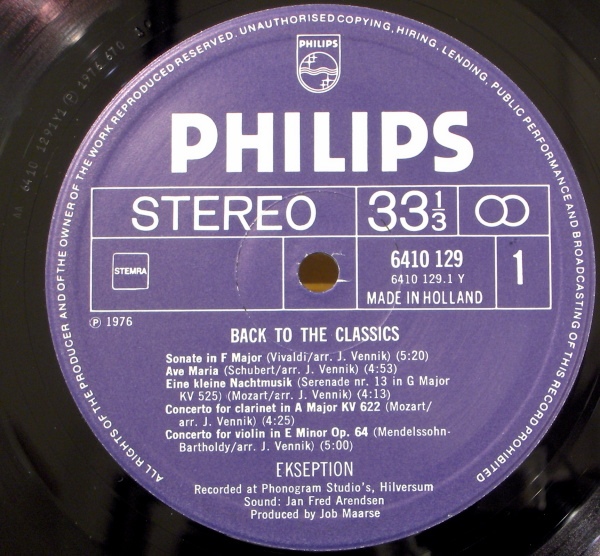 ALL RIGHTS OF THE PRODUCER AND OF THE OWNER OF THE WORK REPRODUCED RESERVED. UNAUTHORISED COPYING, HIRING, LENDING, PUBLIC PERFORMANCE AND BROADCASTING OF THIS RECORD PROHIBITED
PHILIPS
PHILIPS
STEREO
33 1/3
STEMRA
6410 129
6410 129.1 Y
MADE IN HOLLAND
1
℗ 1976
BACK TO THE CLASSICS
Sonate in F Major (Vivaldi/arr. J. Vennik) (5:20)
Ave Maria (Schubert/arr. J. Vennik) (4:53)
Eine kleine Nachtmusik (Serenade nr. 13 in G Major
KV 525) (Mozart/arr. J. Vennik) (4:13)
Concerto for clarinet in A Major KV 622 (Mozart/
arr. J. Vennik) (4:25)
Concerto for violin in E Minor Op. 64 (Mendelssohn-
Bartholdy/arr. J. Vennik) (5:00)
EKSEPTION
Recorded at Phonogram Studio's, Hilversum
Sound: Jan Fred Arendsen
Produced by Job Maarse